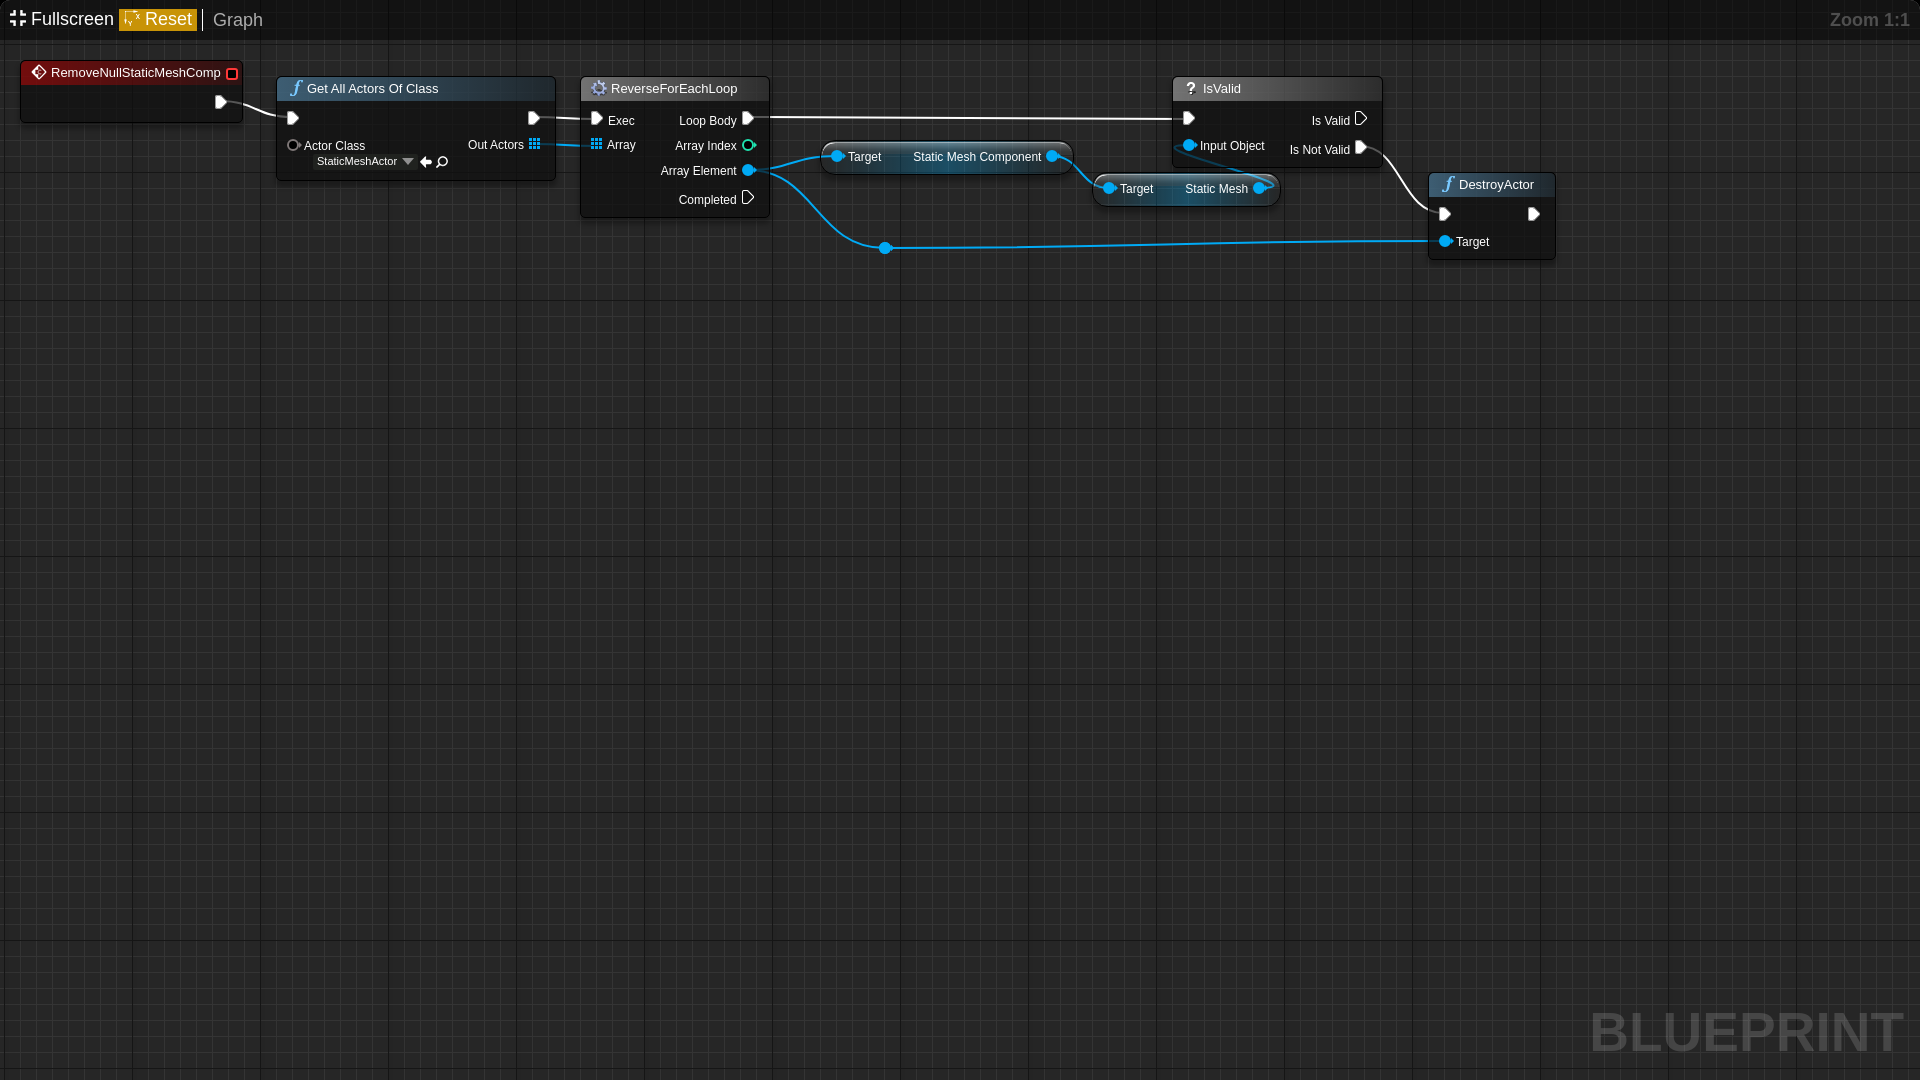 Fullscreen Reset Graph
Zoom 1:1
RemoveNullStaticMeshComp
Get All Actors Of Class
Actor Class
StaticMeshActor
Out Actors
ReverseForEachLoop
Exec
Loop Body
Array
Array Index
Array Element
Completed
Target
Static Mesh Component
Target
Static Mesh
? IsValid
Is Valid
Input Object
Is Not Valid
f DestroyActor
Target
BLUEPRINT